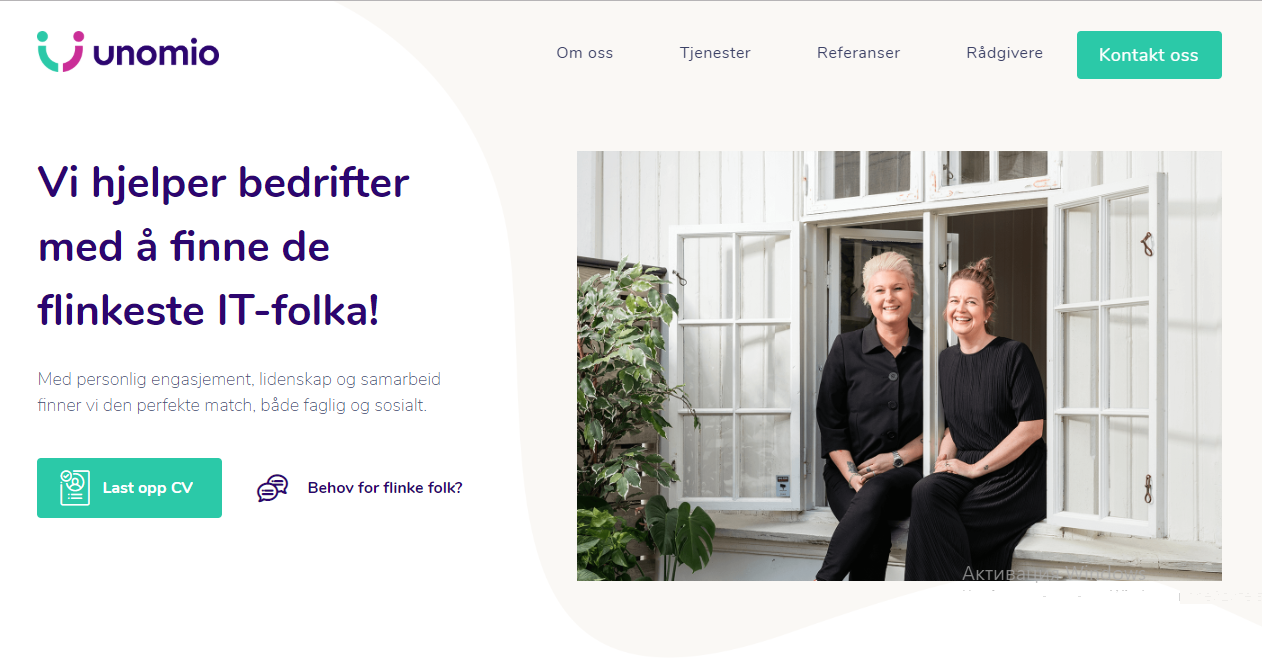 unomio
Om oss
Tjenester
Referanser
Rådgivere
Kontakt oss
Vi hjelper bedrifter
med å finne de
flinkeste IT-folka!
Med personlig engasjement, lidenskap og samarbeid
finner vi den perfekte match, både faglig og sosialt.
Last opp CV
Behov for flinke folk?
Активация Windows